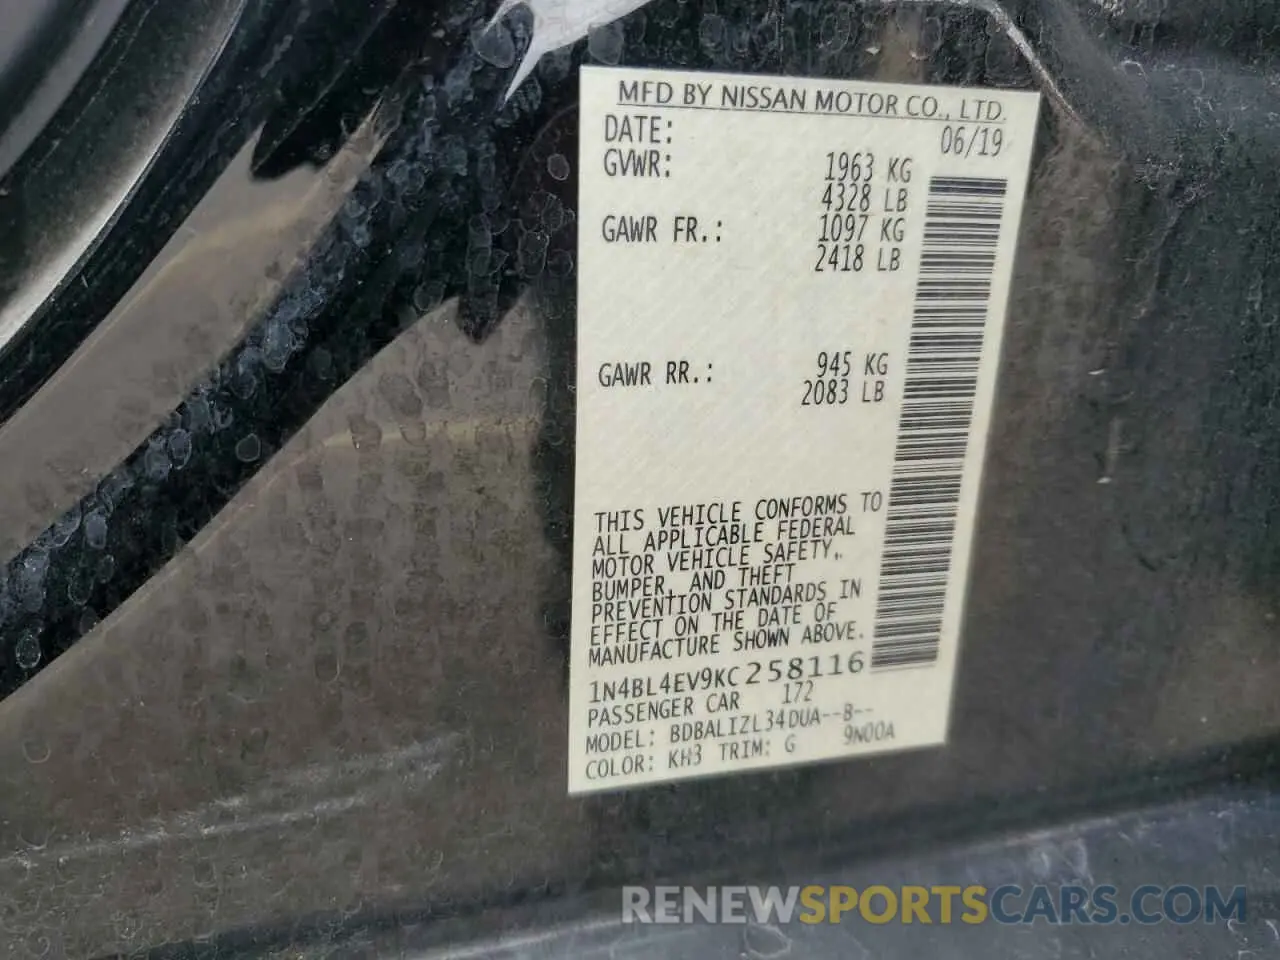 MFD BY NISSAN MOTOR CO., LTD.
DATE: 06/19
GVWR: 1963 KG
4328 LB
GAWR FR.: 1097 KG
2418 LB
GAWR RR.: 945 KG
2083 LB
THIS VEHICLE CONFORMS TO
ALL APPLICABLE FEDERAL
MOTOR VEHICLE SAFETY,
BUMPER, AND THEFT
PREVENTION STANDARDS IN
EFFECT ON THE DATE OF
MANUFACTURE SHOWN ABOVE.
1N4BL4EV9KC258116
PASSENGER CAR 172
MODEL: BDBALIZL34DUA--B--
COLOR: KH3 TRIM: G 9N00A
RENEWSPORTSCARS.COM